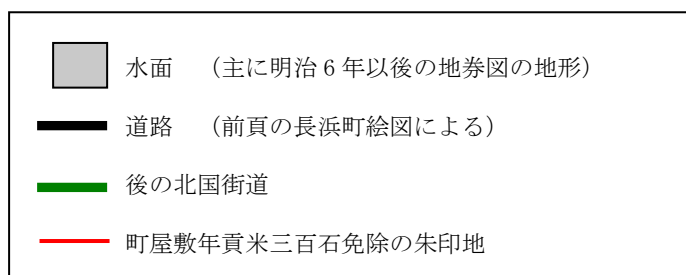 水面　（主に明治 6 年以後の地券図の地形）
道路　（前頁の長浜町絵図による）
後の北国街道
町屋敷年貢米三百石免除の朱印地